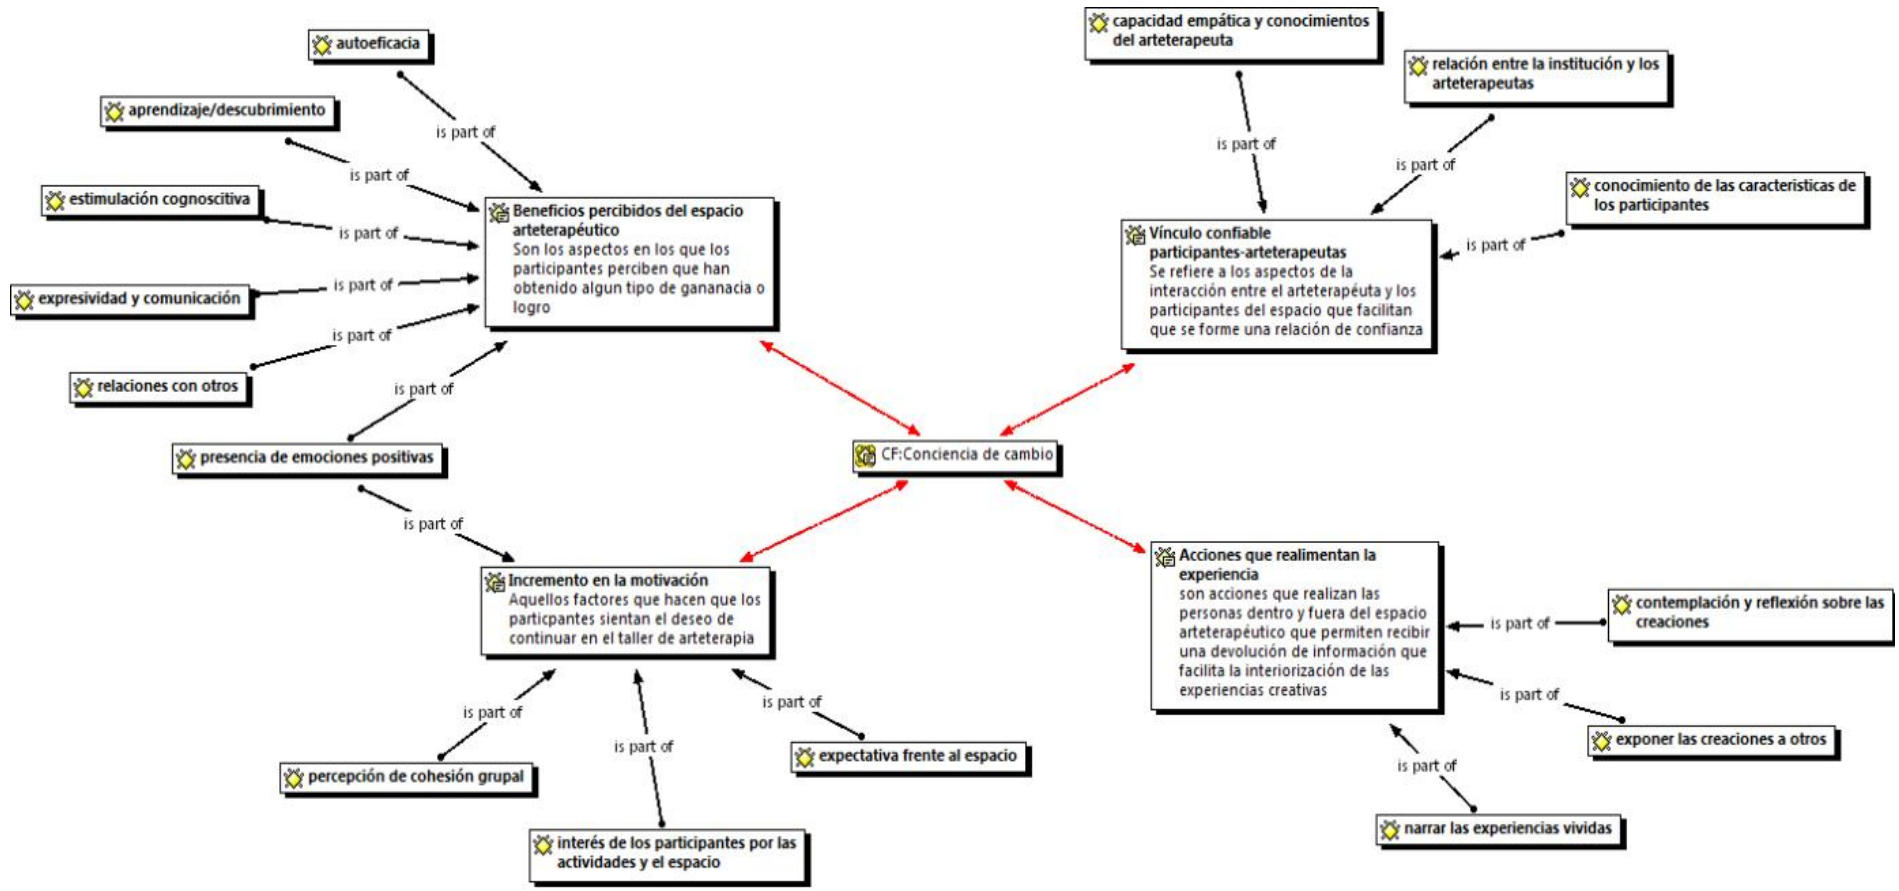 autoeficacia
capacidad empática y conocimientos
del arteterapeuta
relación entre la institución y los
arteterapeutas
aprendizaje/descubrimiento
is part of
is part of
is part of
is part of
estimulación cognoscitiva
conocimiento de las caracteristicas de
los participantes
is part of
is part of
Beneficios percibidos del espacio
arteterapéutico
Son los aspectos en los que los
participantes perciben que han
obtenido algun tipo de gananacia o
logro
Vínculo confiable
participantes-arteterapeutas
Se refiere a los aspectos de la
interacción entre el arteterapéuta y los
participantes del espacio que facilitan
que se forme una relación de confianza
expresividad y comunicación
is part of
is part of
relaciones con otros
is part of
presencia de emociones positivas
CF:Conciencia de cambio
is part of
Incremento en la motivación
Aquellos factores que hacen que los
particpantes sientan el deseo de
continuar en el taller de arteterapia
Acciones que realimentan la
experiencia
son acciones que realizan las
personas dentro y fuera del espacio
arteterapéutico que permiten recibir
una devolución de información que
facilita la interiorización de las
experiencias creativas
is part of
contemplación y reflexión sobre las
creaciones
is part of
exponer las creaciones a otros
is part of
is part of
is part of
is part of
percepción de cohesión grupal
expectativa frente al espacio
interés de los participantes por las
actividades y el espacio
narrar las experiencias vividas